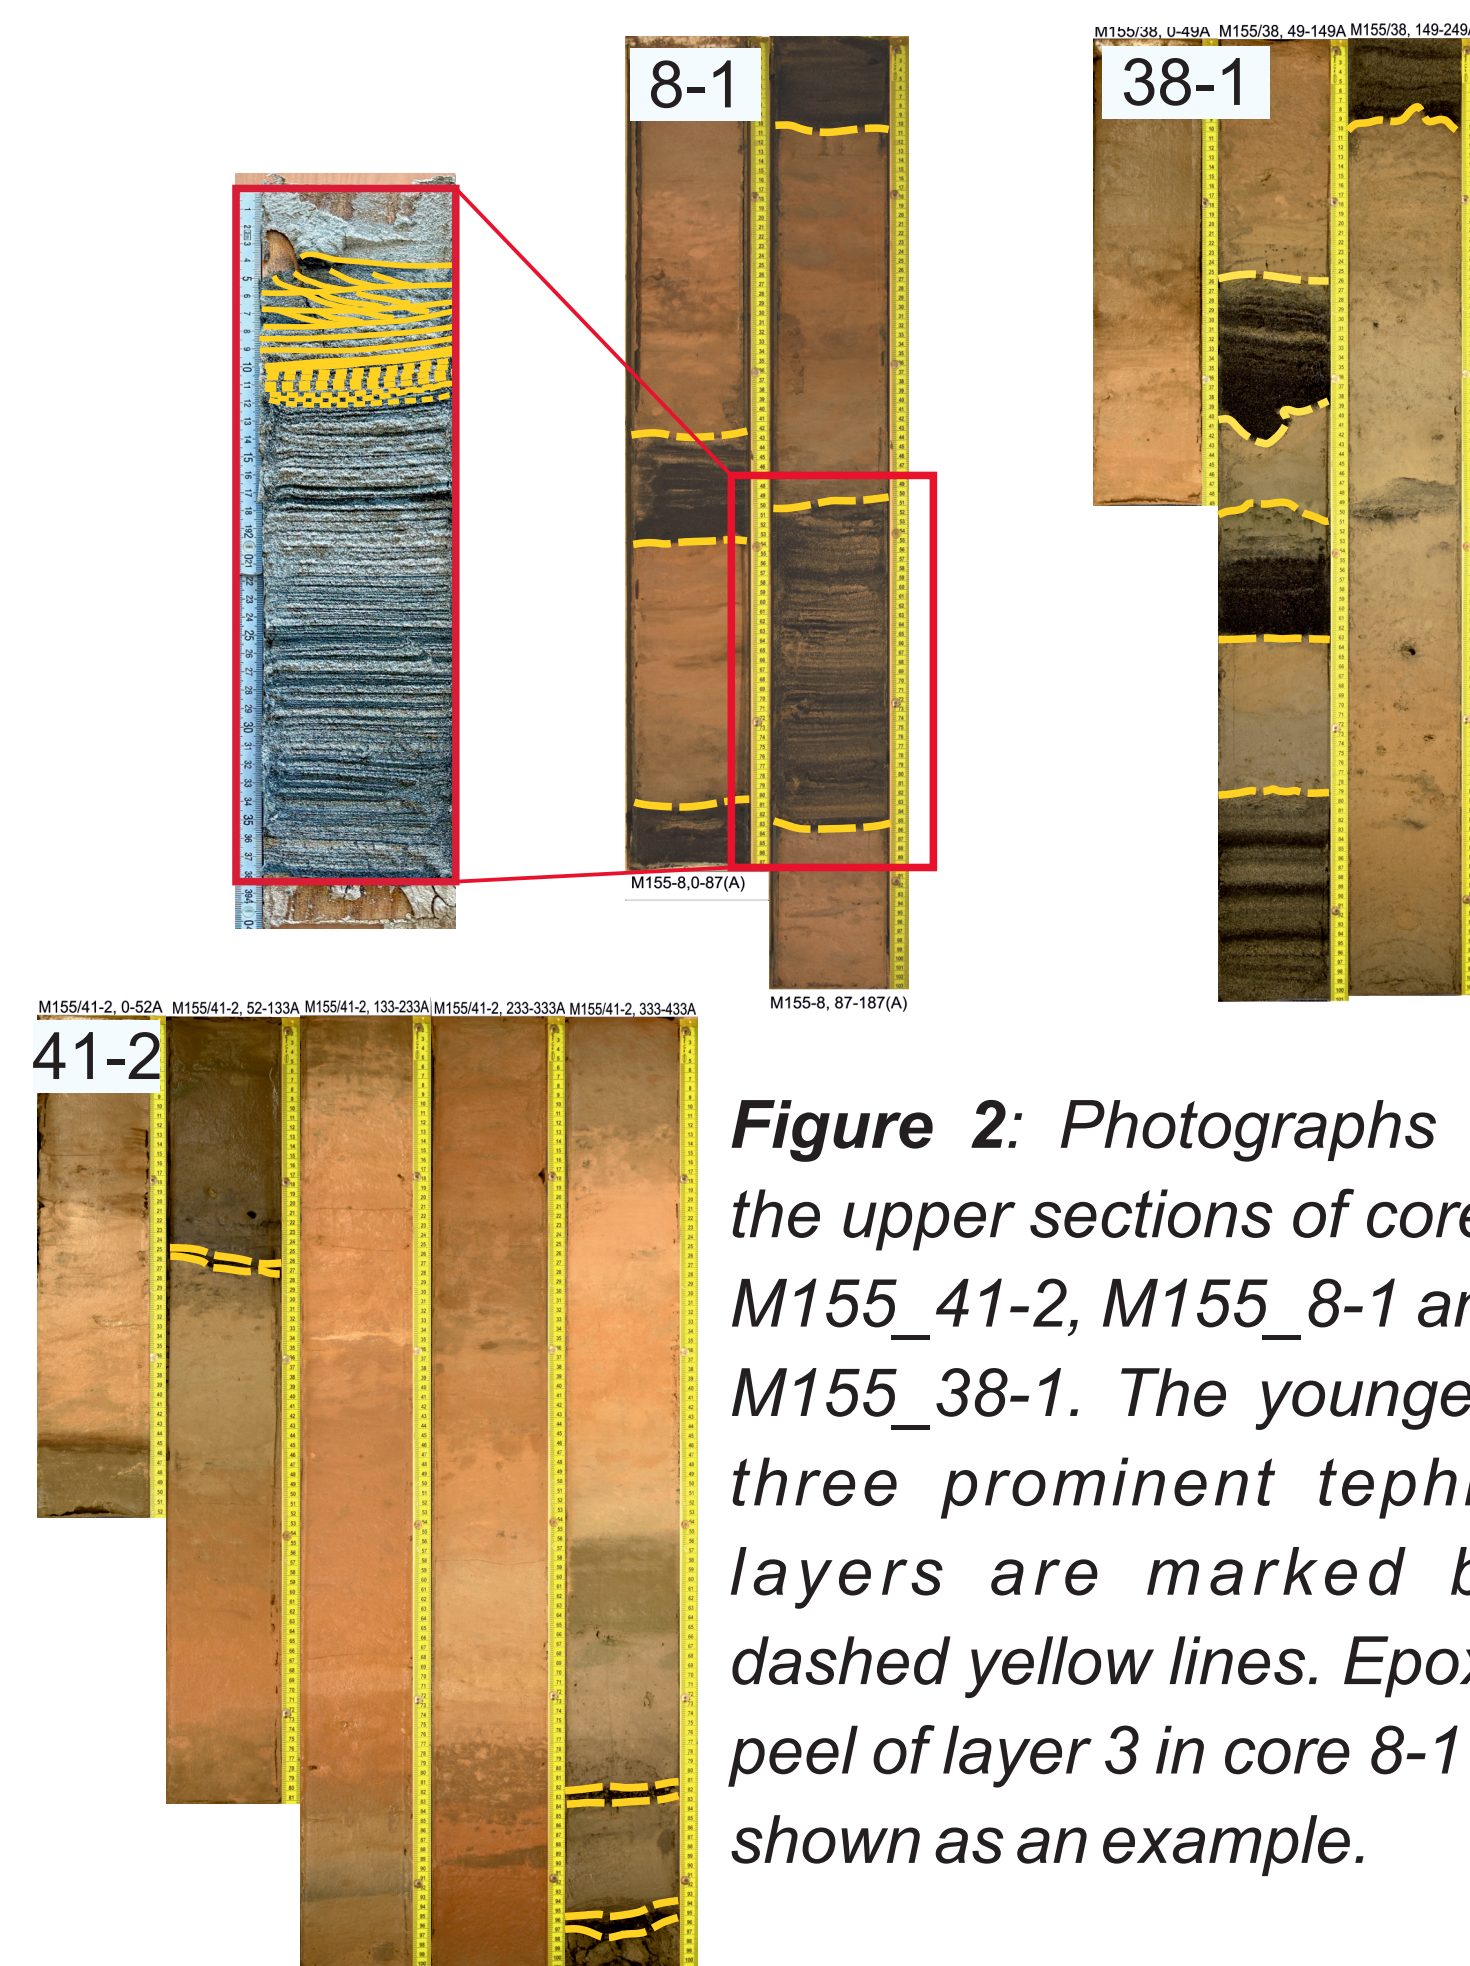 M155/38, 0-49A M155/38, 49-149A M155/38, 149-249A
8-1
38-1
M155-8,0-87(A)
M155-8, 87-187(A)
M155/41-2, 0-52A M155/41-2, 52-133A M155/41-2, 133-233A M155/41-2, 233-333A M155/41-2, 333-433A
41-2
Figure 2: Photographs
the upper sections of core
M155_41-2, M155_8-1 an
M155_38-1. The younge
three prominent teph
layers are marked b
dashed yellow lines. Epox
peel of layer 3 in core 8-1
shown as an example.